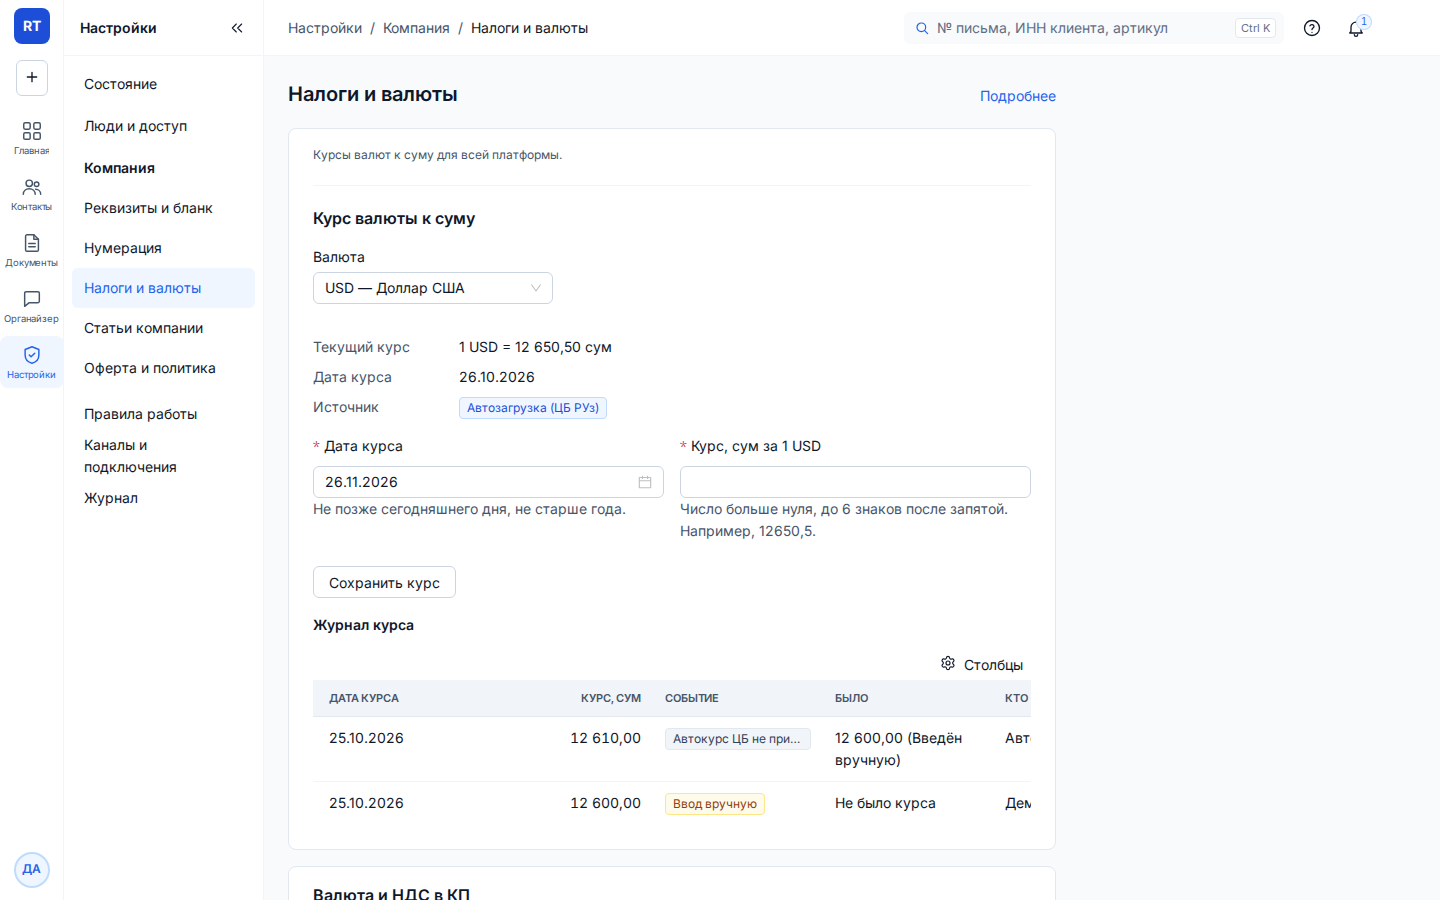 RT
Настройки
Настройки / Компания / Налоги и валюты
№ письма, ИНН клиента, артикул
Ctrl K
1
Главная
Контакты
Документы
Органайзер
Настройки
ДА
Состояние
Люди и доступ
Компания
Реквизиты и бланк
Нумерация
Налоги и валюты
Статьи компании
Оферта и политика
Правила работы
Каналы и
подключения
Журнал
Налоги и валюты
Подробнее
Курсы валют к суму для всей платформы.
Курс валюты к суму
Валюта
USD — Доллар США
Текущий курс 1 USD = 12 650,50 сум
Дата курса 26.10.2026
Источник Автозагрузка (ЦБ РУз)
* Дата курса
26.11.2026
Не позже сегодняшнего дня, не старше года.
* Курс, сум за 1 USD
Число больше нуля, до 6 знаков после запятой.
Например, 12650,5.
Сохранить курс
Журнал курса
Столбцы
ДАТА КУРСА КУРС, СУМ СОБЫТИЕ БЫЛО КТО
25.10.2026 12 610,00 Автокурс ЦБ не при... 12 600,00 (Введён
вручную) Авт
25.10.2026 12 600,00 Ввод вручную Не было курса Дем
Валюта и НДС в КП